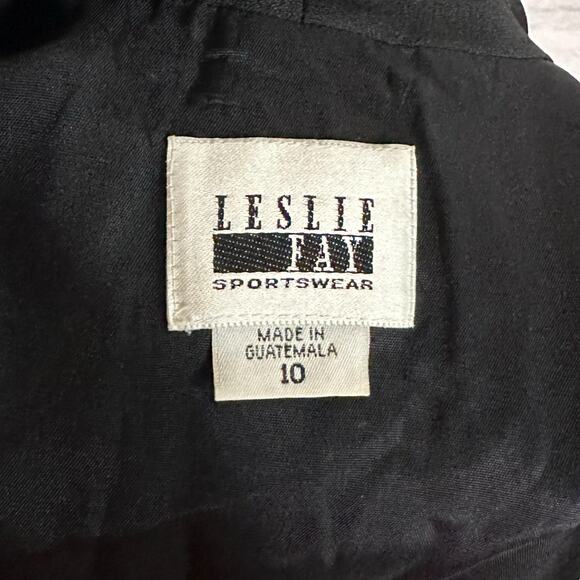 LESLIE
FAY
SPORTSWEAR
MADE IN
GUATEMALA
10